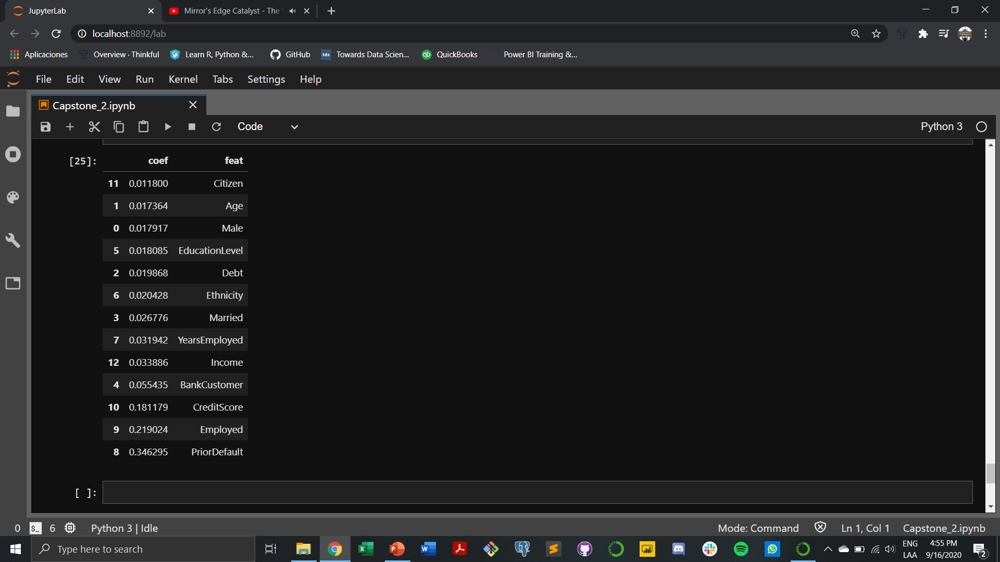 JupyterLab
Mirror's Edge Catalyst - The
localhost:8892/lab
Aplicaciones Overview · Thinkful Learn R, Python &... GitHub tds Towards Data Scien... qb QuickBooks Power BI Training &...
File Edit View Run Kernel Tabs Settings Help
Capstone_2.ipynb
Code Python 3
[25]: coef feat
11 0.011800 Citizen
1 0.017364 Age
0 0.017917 Male
5 0.018085 EducationLevel
2 0.019868 Debt
6 0.020428 Ethnicity
3 0.026776 Married
7 0.031942 YearsEmployed
12 0.033886 Income
4 0.055435 BankCustomer
10 0.181179 CreditScore
9 0.219024 Employed
8 0.346295 PriorDefault
[ ]:
0 $_ 6 Python 3 | Idle Mode: Command Ln 1, Col 1 Capstone_2.ipynb
Type here to search
ENG 4:55 PM
LAA 9/16/2020 2